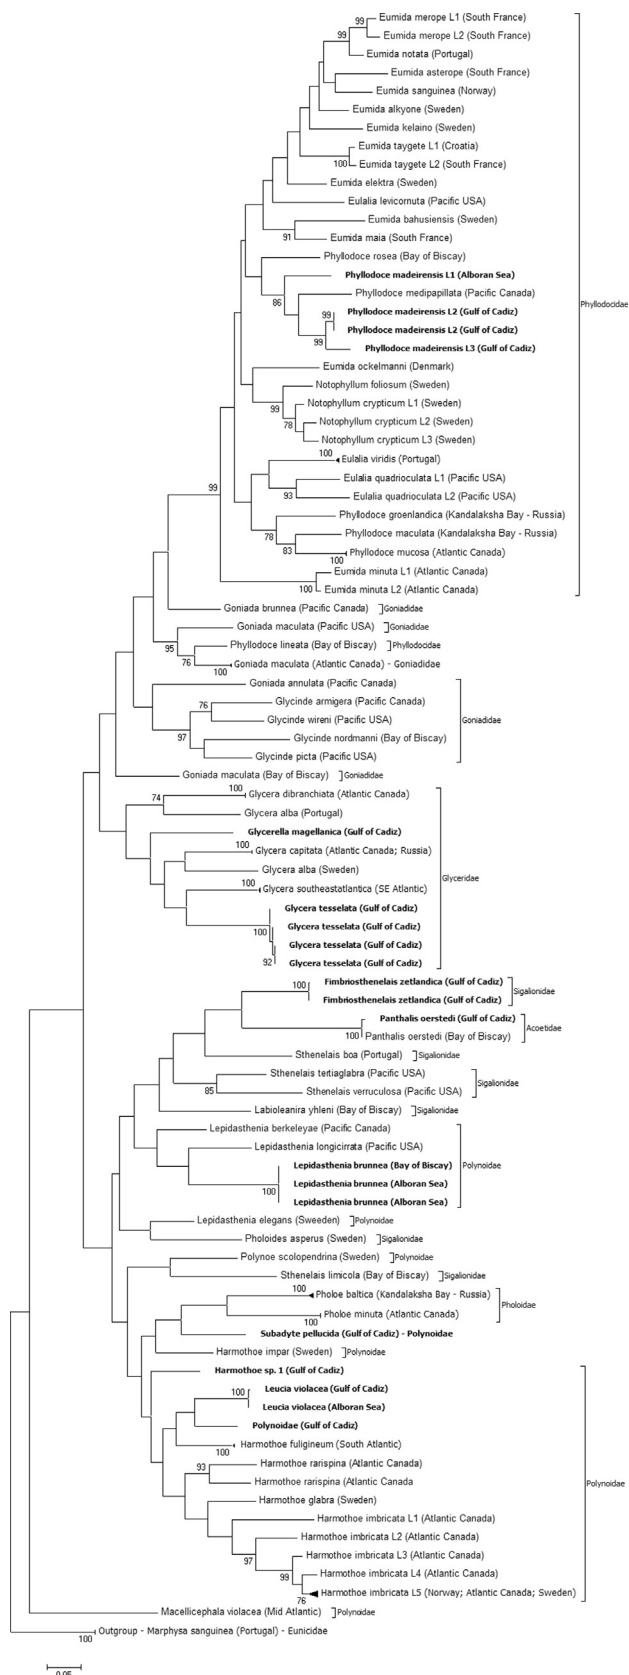 Eumida merope L1 (South France)
99
Eumida merope L2 (South France)
99
Eumida notata (Portugal)
Eumida asterope (South France)
Eumida sanguinea (Norway)
Eumida alkyone (Sweden)
Eumida kelaino (Sweden)
Eumida taygete L1 (Croatia)
100
Eumida taygete L2 (South France)
Eumida elektra (Sweden)
Eulalia levicornuta (Pacific USA)
Eumida bahusiensis (Sweden)
91
Eumida maia (South France)
Phyllodoce rosea (Bay of Biscay)
Phyllodoce madeirensis L1 (Alboran Sea)
86
Phyllodoce medipapillata (Pacific Canada)
Phyllodocidae
99
Phyllodoce madeirensis L2 (Gulf of Cadiz)
Phyllodoce madeirensis L2 (Gulf of Cadiz)
99
Phyllodoce madeirensis L3 (Gulf of Cadiz)
Eumida ockelmanni (Denmark)
Notophyllum foliosum (Sweden)
99
Notophyllum crypticum L1 (Sweden)
78
Notophyllum crypticum L2 (Sweden)
Notophyllum crypticum L3 (Sweden)
100
Eulalia viridis (Portugal)
Eulalia quadrioculata L1 (Pacific USA)
99
93
Eulalia quadrioculata L2 (Pacific USA)
Phyllodoce groenlandica (Kandalaksha Bay - Russia)
78
Phyllodoce maculata (Kandalaksha Bay - Russia)
83
Phyllodoce mucosa (Atlantic Canada)
100
Eumida minuta L1 (Atlantic Canada)
100
Eumida minuta L2 (Atlantic Canada)
Goniada brunnea (Pacific Canada) Goniadidae
Goniada maculata (Pacific USA) Goniadidae
95
Phyllodoce lineata (Bay of Biscay) Phyllodocidae
76
Goniada maculata (Atlantic Canada) - Goniadidae
100
Goniada annulata (Pacific Canada)
76
Glycinde armigera (Pacific Canada)
Glycinde wireni (Pacific USA) Goniadidae
97
Glycinde nordmanni (Bay of Biscay)
Glycinde picta (Pacific USA)
Goniada maculata (Bay of Biscay) Goniadidae
100
74
Glycera dibranchiata (Atlantic Canada)
Glycera alba (Portugal)
Glycerella magellanica (Gulf of Cadiz)
100
Glycera capitata (Atlantic Canada; Russia)
Glycera alba (Sweden)
Glyceridae
100
Glycera southeastatlantica (SE Atlantic)
Glycera tesselata (Gulf of Cadiz)
100
Glycera tesselata (Gulf of Cadiz)
Glycera tesselata (Gulf of Cadiz)
92
Glycera tesselata (Gulf of Cadiz)
100
Fimbriosthenelais zetlandica (Gulf of Cadiz)
Sigalionidae
Fimbriosthenelais zetlandica (Gulf of Cadiz)
Panthalis oerstedi (Gulf of Cadiz)
Acoetidae
100
Panthalis oerstedi (Bay of Biscay)
Sthenelais boa (Portugal) Sigalionidae
Sthenelais tertiaglabra (Pacific USA)
Sigalionidae
85
Sthenelais verruculosa (Pacific USA)
Labioleanira yhleni (Bay of Biscay) Sigalionidae
Lepidasthenia berkeleyae (Pacific Canada)
Lepidasthenia longicirrata (Pacific USA)
Lepidasthenia brunnea (Bay of Biscay)
Polynoidae
100
Lepidasthenia brunnea (Alboran Sea)
Lepidasthenia brunnea (Alboran Sea)
Lepidasthenia elegans (Sweeden) Polynoidae
Pholoides asperus (Sweden) Sigalionidae
Polynoe scolopendrina (Sweden) Polynoidae
Sthenelais limicola (Bay of Biscay) Sigalionidae
100
Pholoe baltica (Kandalaksha Bay - Russia)
Pholoidae
Pholoe minuta (Atlantic Canada)
100
Subadyte pellucida (Gulf of Cadiz) - Polynoidae
Harmothoe impar (Sweden) Polynoidae
Harmothoe sp. 1 (Gulf of Cadiz)
100
Leucia violacea (Gulf of Cadiz)
Leucia violacea (Alboran Sea)
Polynoidae (Gulf of Cadiz)
Harmothoe fuligineum (South Atlantic)
100
93
Harmothoe rarispina (Atlantic Canada)
Harmothoe rarispina (Atlantic Canada
Polynoidae
Harmothoe glabra (Sweden)
Harmothoe imbricata L1 (Atlantic Canada)
Harmothoe imbricata L2 (Atlantic Canada)
97
Harmothoe imbricata L3 (Atlantic Canada)
99
Harmothoe imbricata L4 (Atlantic Canada)
Harmothoe imbricata L5 (Norway; Atlantic Canada; Sweden)
76
Macellicephala violacea (Mid Atlantic) Polynoidae
Outgroup - Marphysa sanguinea (Portugal) - Eunicidae
100
0.05